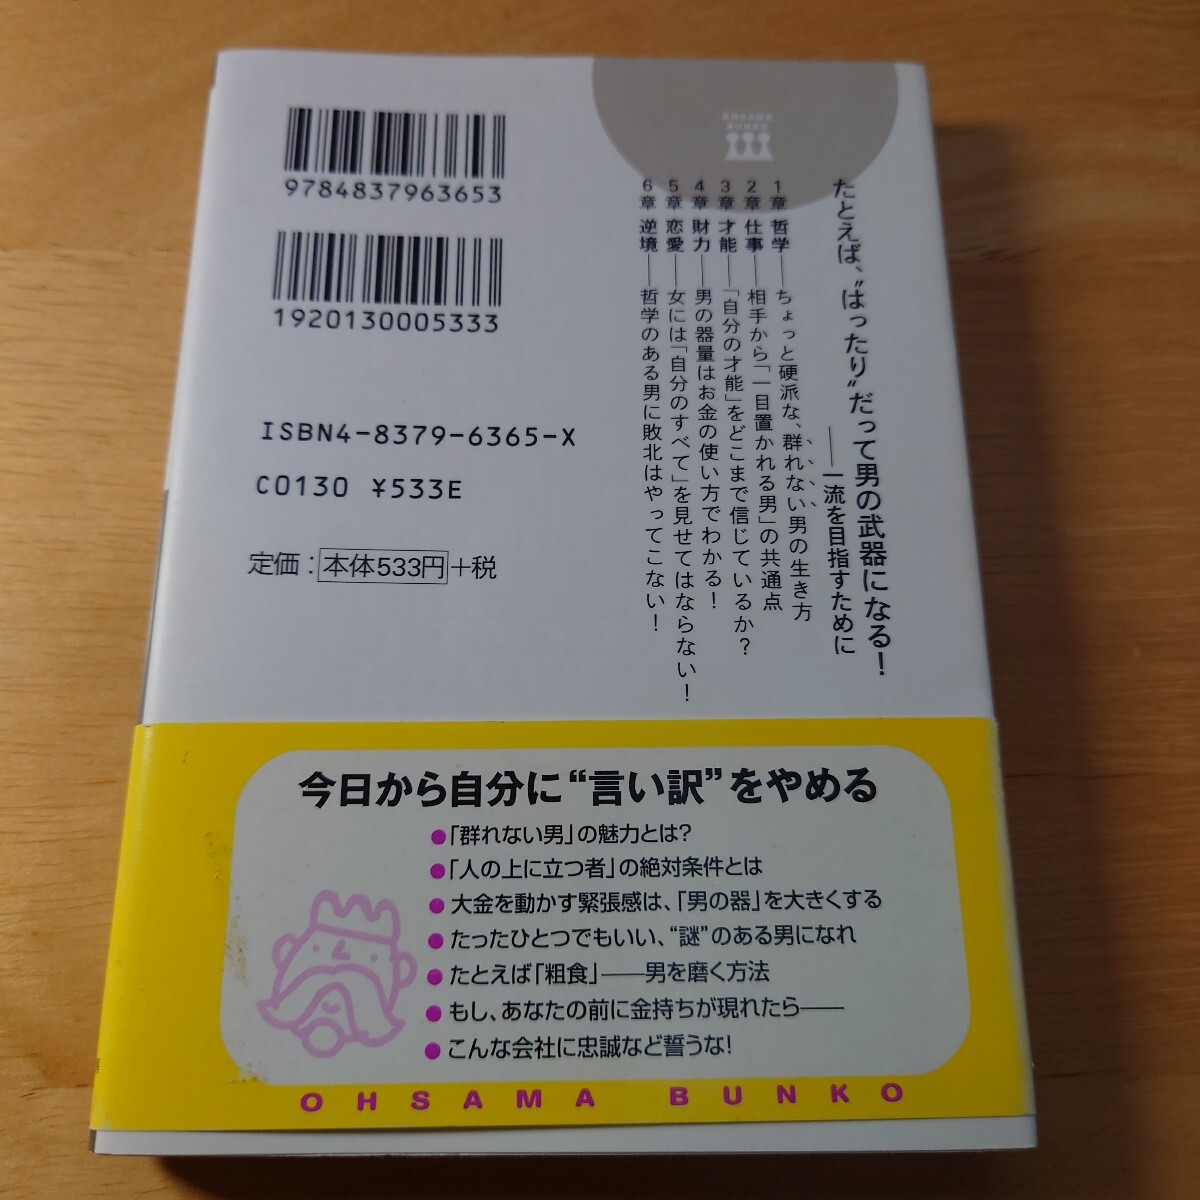 9784837963653
1920130005333
ISBN4-8379-6365-X
C0130 ¥533E
定価：本体533円+税
OHSAMA
BUNKO
たとえば、“はったり”だって男の武器になる！
――一流を目指すために
1章 哲学――ちょっと硬派な、群れない男の生き方
2章 仕事――相手から「一目置かれる男」の共通点
3章 才能――「自分の才能」をどこまで信じているか？
4章 財力――男の器量はお金の使い方でわかる！
5章 恋愛――女には「自分のすべて」を見せてはならない！
6章 逆境――哲学のある男に敗北はやってこない！
今日から自分に“言い訳”をやめる
●「群れない男」の魅力とは?
●「人の上に立つ者」の絶対条件とは
●大金を動かす緊張感は、「男の器」を大きくする
●たったひとつでもいい、“謎”のある男になれ
●たとえば「粗食」――男を磨く方法
●もし、あなたの前に金持ちが現れたら――
●こんな会社に忠誠など誓うな!
OHSAMA BUNKO